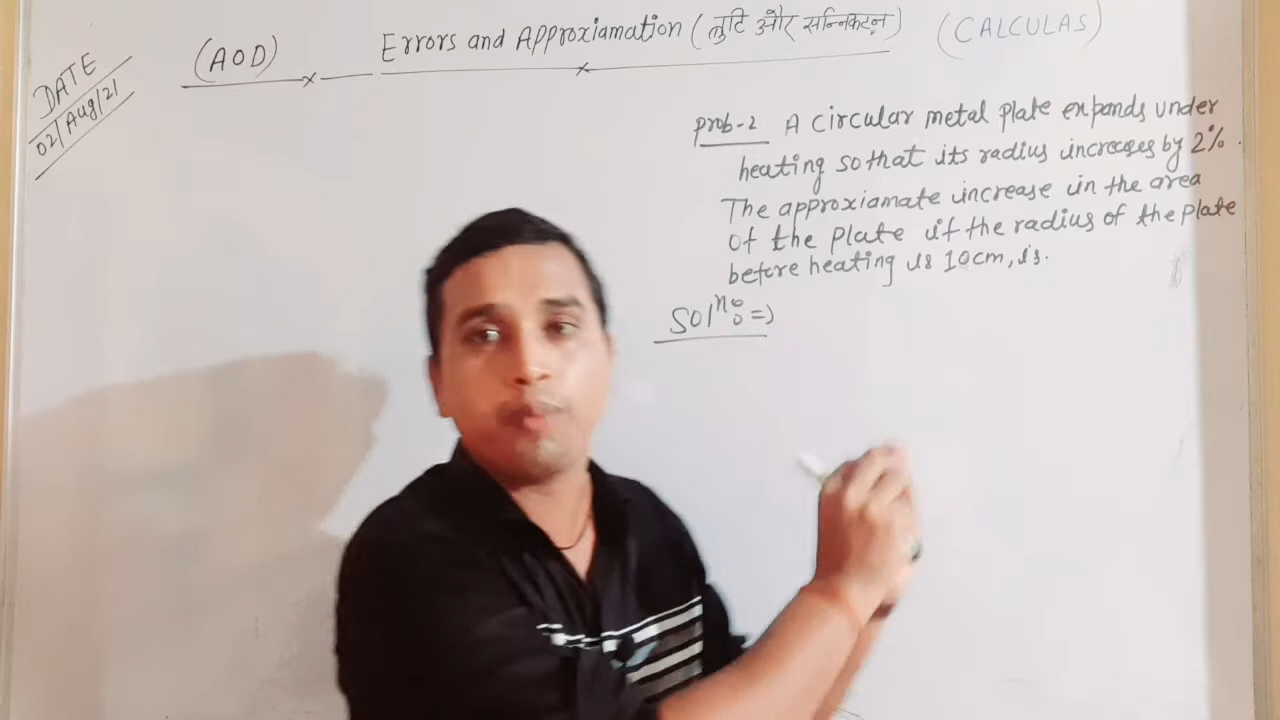 DATE
02/Aug/21
(AOD)
Errors and Approxiamation (त्रुटि और सन्निकटन)
(CALCULAS)
Prob-2 A circular metal plate expands under
heating so that its radius increases by 2%.
The approxiamate increase in the area
of the plate if the radius of the plate
before heating is 10cm, is.
Solⁿ: =>